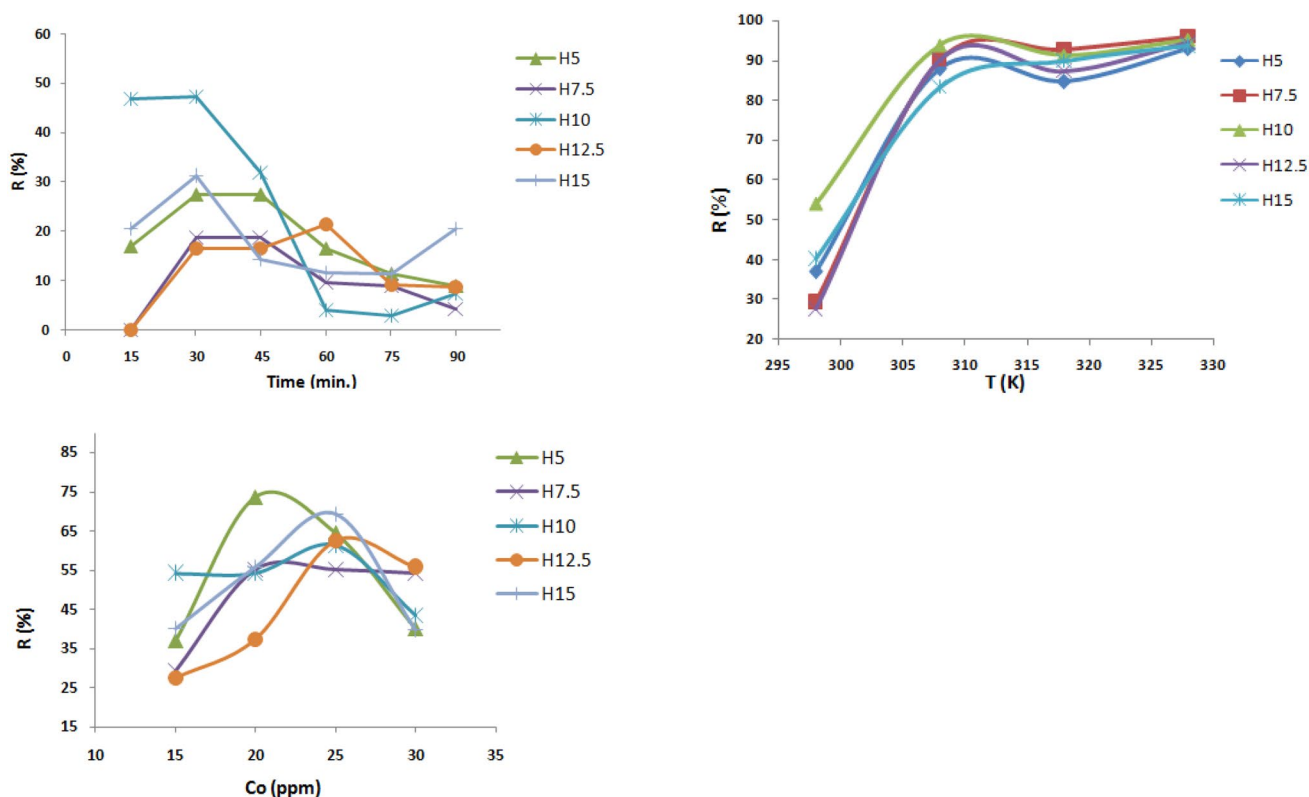 60
50
40
30
20
10
0
R (%)
0 15 30 45 60 75 90
Time (min.)
H5
H7.5
H10
H12.5
H15
100
90
80
70
60
50
40
30
20
R (%)
295 300 305 310 315 320 325 330
T (K)
H5
H7.5
H10
H12.5
H15
85
75
65
55
45
35
25
15
R (%)
10 15 20 25 30 35
Co (ppm)
H5
H7.5
H10
H12.5
H15